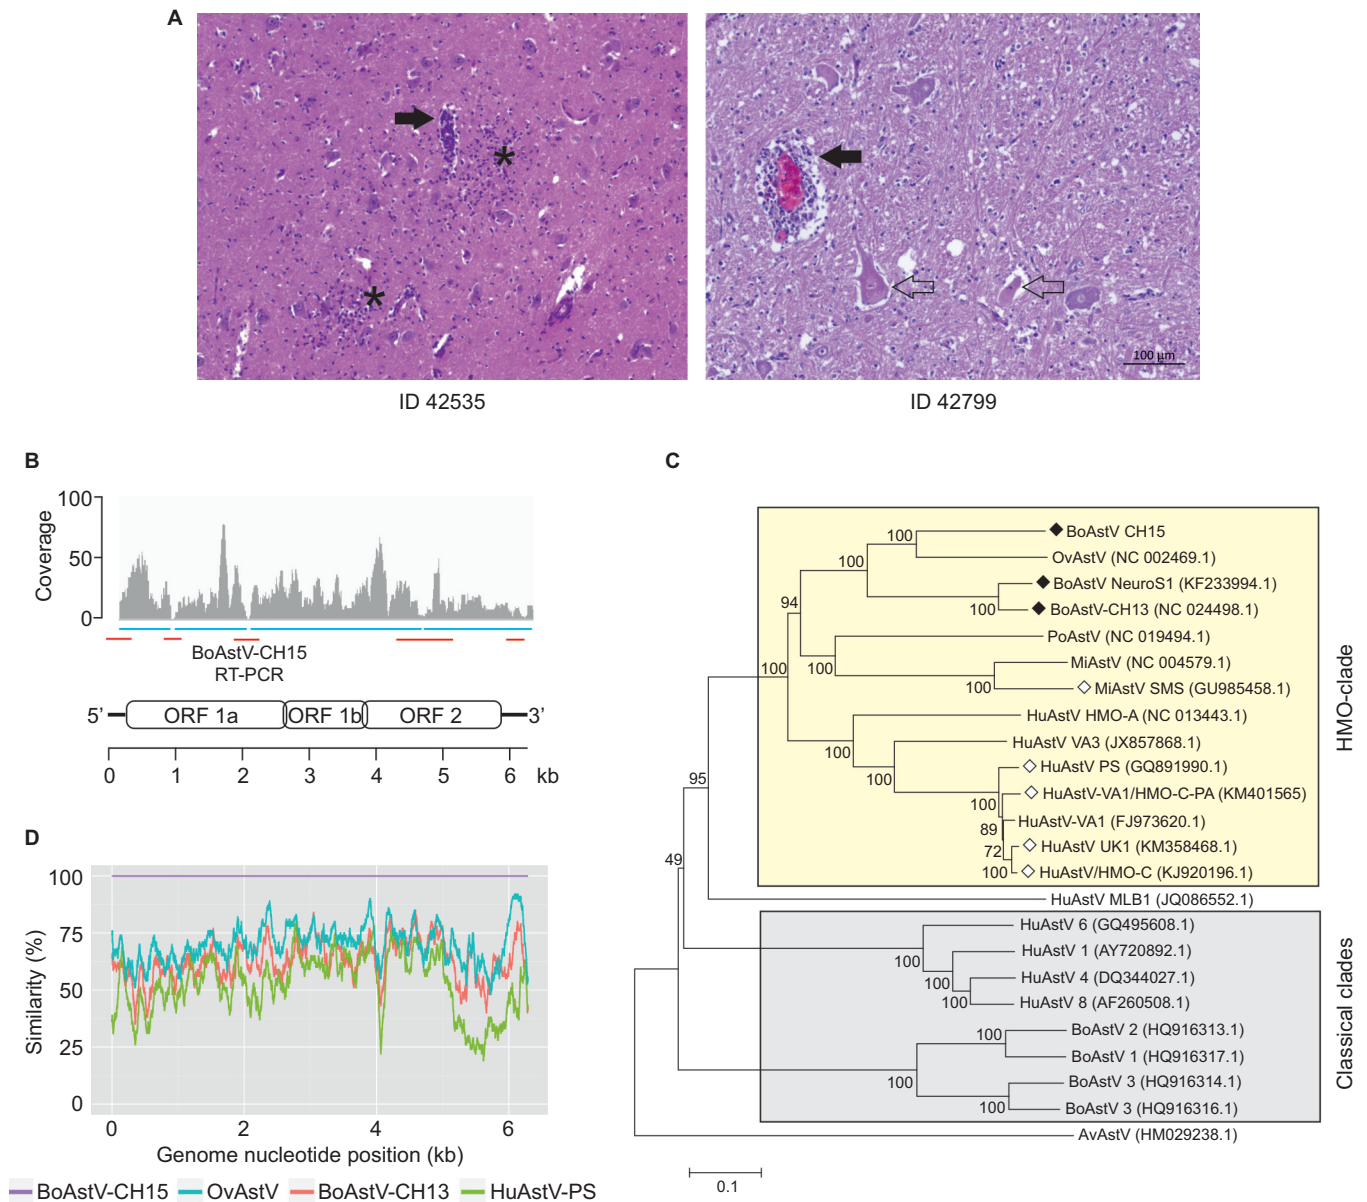 A
*
*
100 µm
ID 42535
ID 42799
B
100
50
0
Coverage
BoAstV-CH15
RT-PCR
5’ ORF 1a ORF 1b ORF 2 3’
0 1 2 3 4 5 6 kb
C
BoAstV CH15
OvAstV (NC 002469.1)
BoAstV NeuroS1 (KF233994.1)
BoAstV-CH13 (NC 024498.1)
PoAstV (NC 019494.1)
MiAstV (NC 004579.1)
MiAstV SMS (GU985458.1)
HuAstV HMO-A (NC 013443.1)
HuAstV VA3 (JX857868.1)
HuAstV PS (GQ891990.1)
HuAstV-VA1/HMO-C-PA (KM401565)
HuAstV-VA1 (FJ973620.1)
HuAstV UK1 (KM358468.1)
HuAstV/HMO-C (KJ920196.1)
HuAstV MLB1 (JQ086552.1)
HuAstV 6 (GQ495608.1)
HuAstV 1 (AY720892.1)
HuAstV 4 (DQ344027.1)
HuAstV 8 (AF260508.1)
BoAstV 2 (HQ916313.1)
BoAstV 1 (HQ916317.1)
BoAstV 3 (HQ916314.1)
BoAstV 3 (HQ916316.1)
AvAstV (HM029238.1)
100
100
100
94
100
100
100
100
100
100
89
72
100
95
49
100
100
100
100
100
100
HMO-clade
Classical clades
0.1
D
100
75
50
25
0
Similarity (%)
0 2 4 6
Genome nucleotide position (kb)
BoAstV-CH15 OvAstV BoAstV-CH13 HuAstV-PS